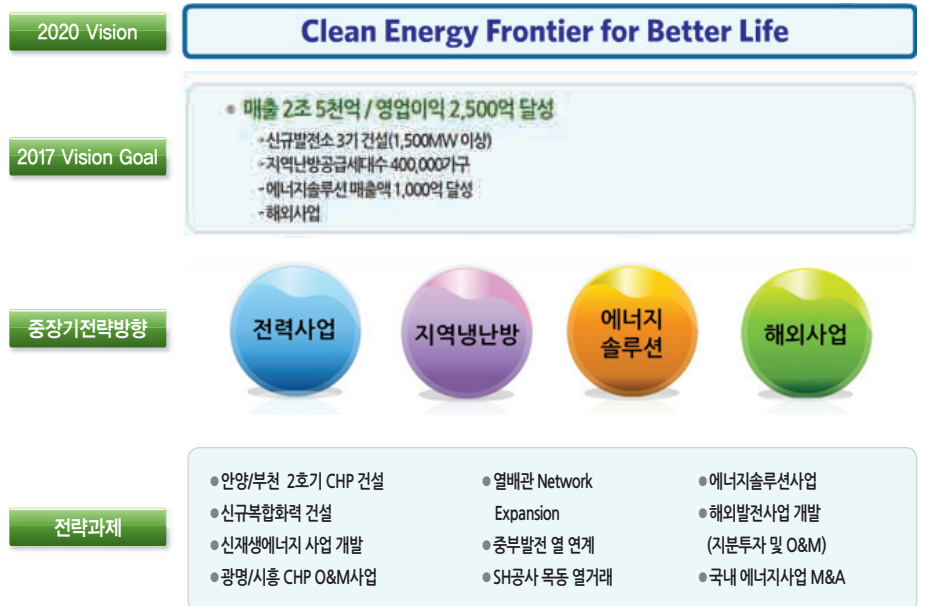 2020 Vision
Clean Energy Frontier for Better Life
2017 Vision Goal
• 매출 2조 5천억 / 영업이익 2,500억 달성
- 신규발전소 3기 건설(1,500MW 이상)
- 지역난방공급세대수 400,000가구
- 에너지솔루션 매출액 1,000억 달성
- 해외사업
중장기전략방향
전력사업
지역냉난방
에너지
솔루션
해외사업
전략과제
●안양/부천 2호기 CHP 건설
●신규복합화력 건설
●신재생에너지 사업 개발
●광명/시흥 CHP O&M사업
●열배관 Network
Expansion
●중부발전 열 연계
●SH공사 목동 열거래
●에너지솔루션사업
●해외발전사업 개발
(지분투자 및 O&M)
●국내 에너지사업 M&A